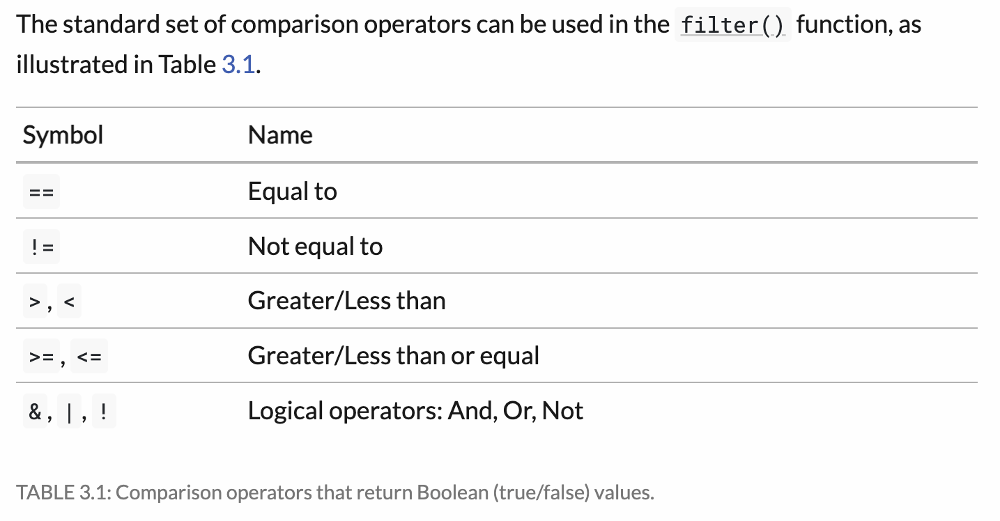 The standard set of comparison operators can be used in the filter() function, as
illustrated in Table 3.1.
Symbol Name
== Equal to
!= Not equal to
>, < Greater/Less than
>=, <= Greater/Less than or equal
&, |, ! Logical operators: And, Or, Not
TABLE 3.1: Comparison operators that return Boolean (true/false) values.